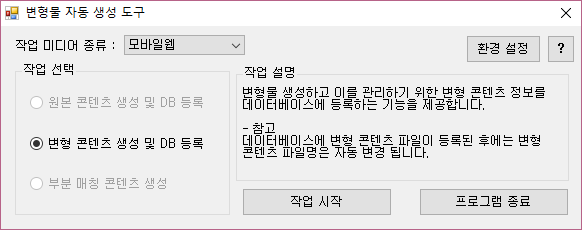 변형물 자동 생성 도구
작업 미디어 종류 : 모바일웹 환경 설정 ?
작업 선택
원본 콘텐츠 생성 및 DB 등록
변형 콘텐츠 생성 및 DB 등록
부분 매칭 콘텐츠 생성
작업 설명
변형물 생성하고 이를 관리하기 위한 변형 콘텐츠 정보를
데이터베이스에 등록하는 기능을 제공합니다.
- 참고
데이터베이스에 변형 콘텐츠 파일이 등록된 후에는 변형
콘텐츠 파일명은 자동 변경 됩니다.
작업 시작 프로그램 종료